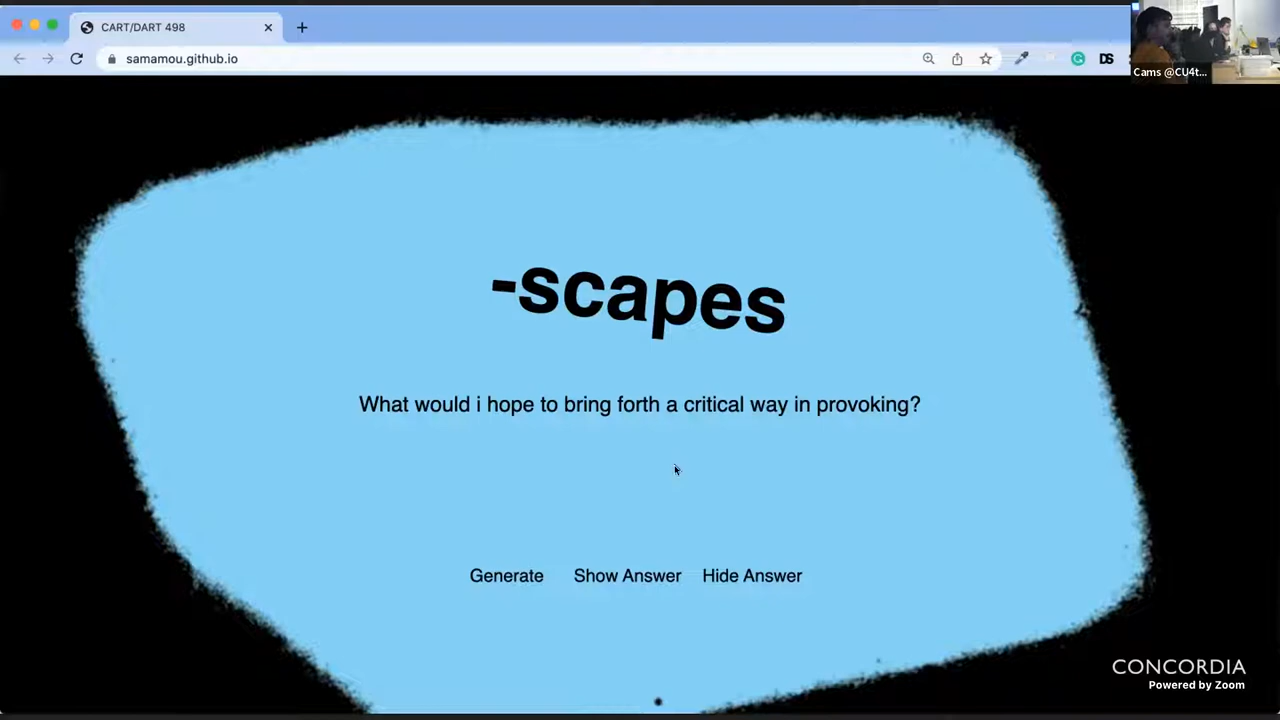 CART/DART 498
samamou.github.io
DS
Cams @CU4t...
-scapes
What would i hope to bring forth a critical way in provoking?
Generate Show Answer Hide Answer
CONCORDIA
Powered by Zoom